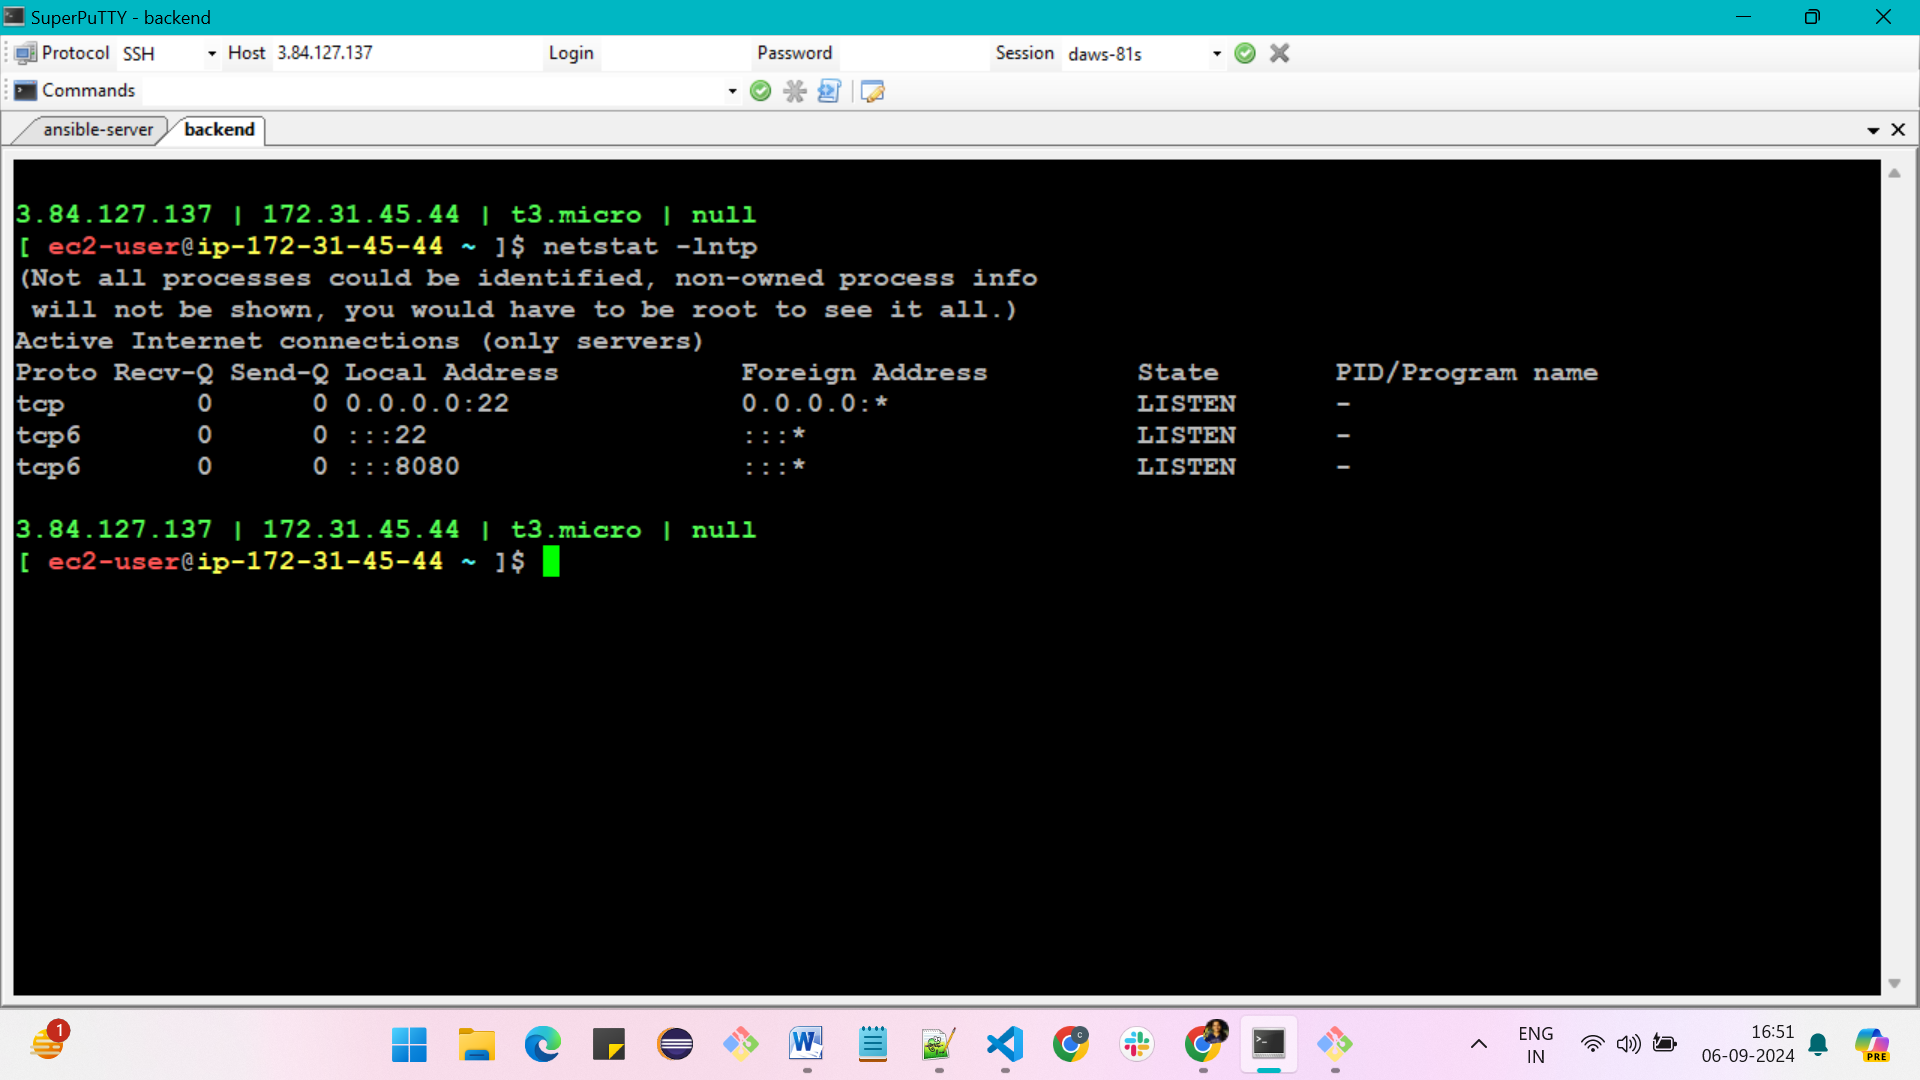 SuperPuTTY - backend
Protocol SSH Host 3.84.127.137 Login Password Session daws-81s
Commands
ansible-server backend
3.84.127.137 | 172.31.45.44 | t3.micro | null
[ ec2-user@ip-172-31-45-44 ~ ]$ netstat -lntp
(Not all processes could be identified, non-owned process info
will not be shown, you would have to be root to see it all.)
Active Internet connections (only servers)
Proto Recv-Q Send-Q Local Address Foreign Address State PID/Program name
tcp 0 0 0.0.0.0:22 0.0.0.0:* LISTEN -
tcp6 0 0 :::22 :::* LISTEN -
tcp6 0 0 :::8080 :::* LISTEN -
3.84.127.137 | 172.31.45.44 | t3.micro | null
[ ec2-user@ip-172-31-45-44 ~ ]$
1
ENG
IN
16:51
06-09-2024
PRE